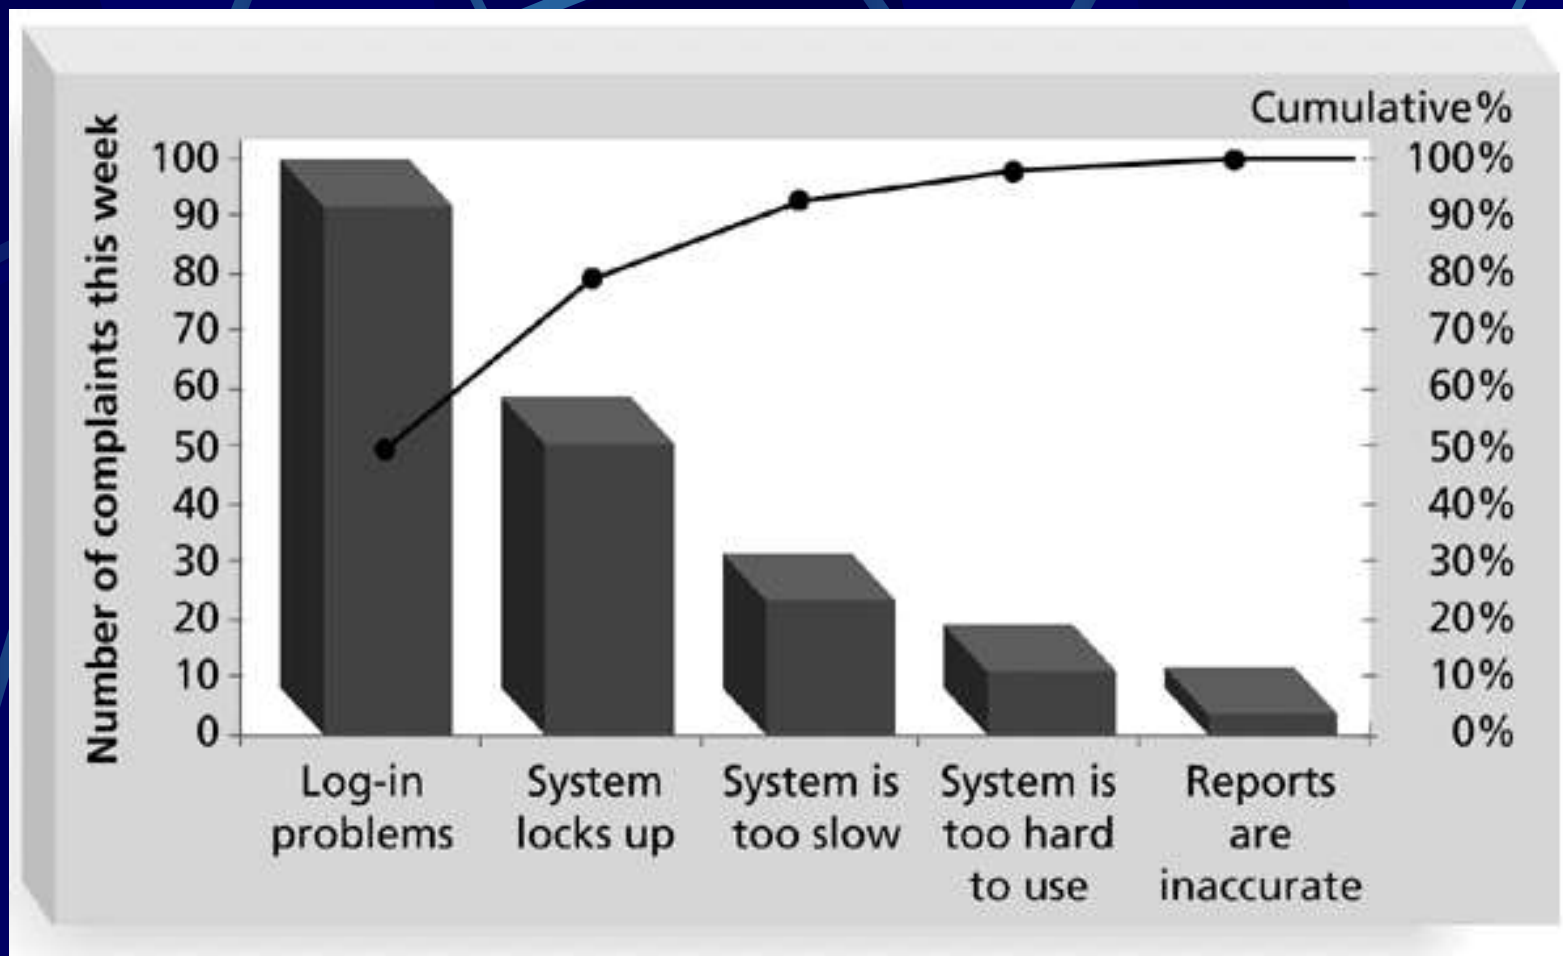 Cumulative%
Number of complaints this week
100
90
80
70
60
50
40
30
20
10
0
100%
90%
80%
70%
60%
50%
40%
30%
20%
10%
0%
Log-in
problems
System
locks up
System is
too slow
System is
too hard
to use
Reports
are
inaccurate